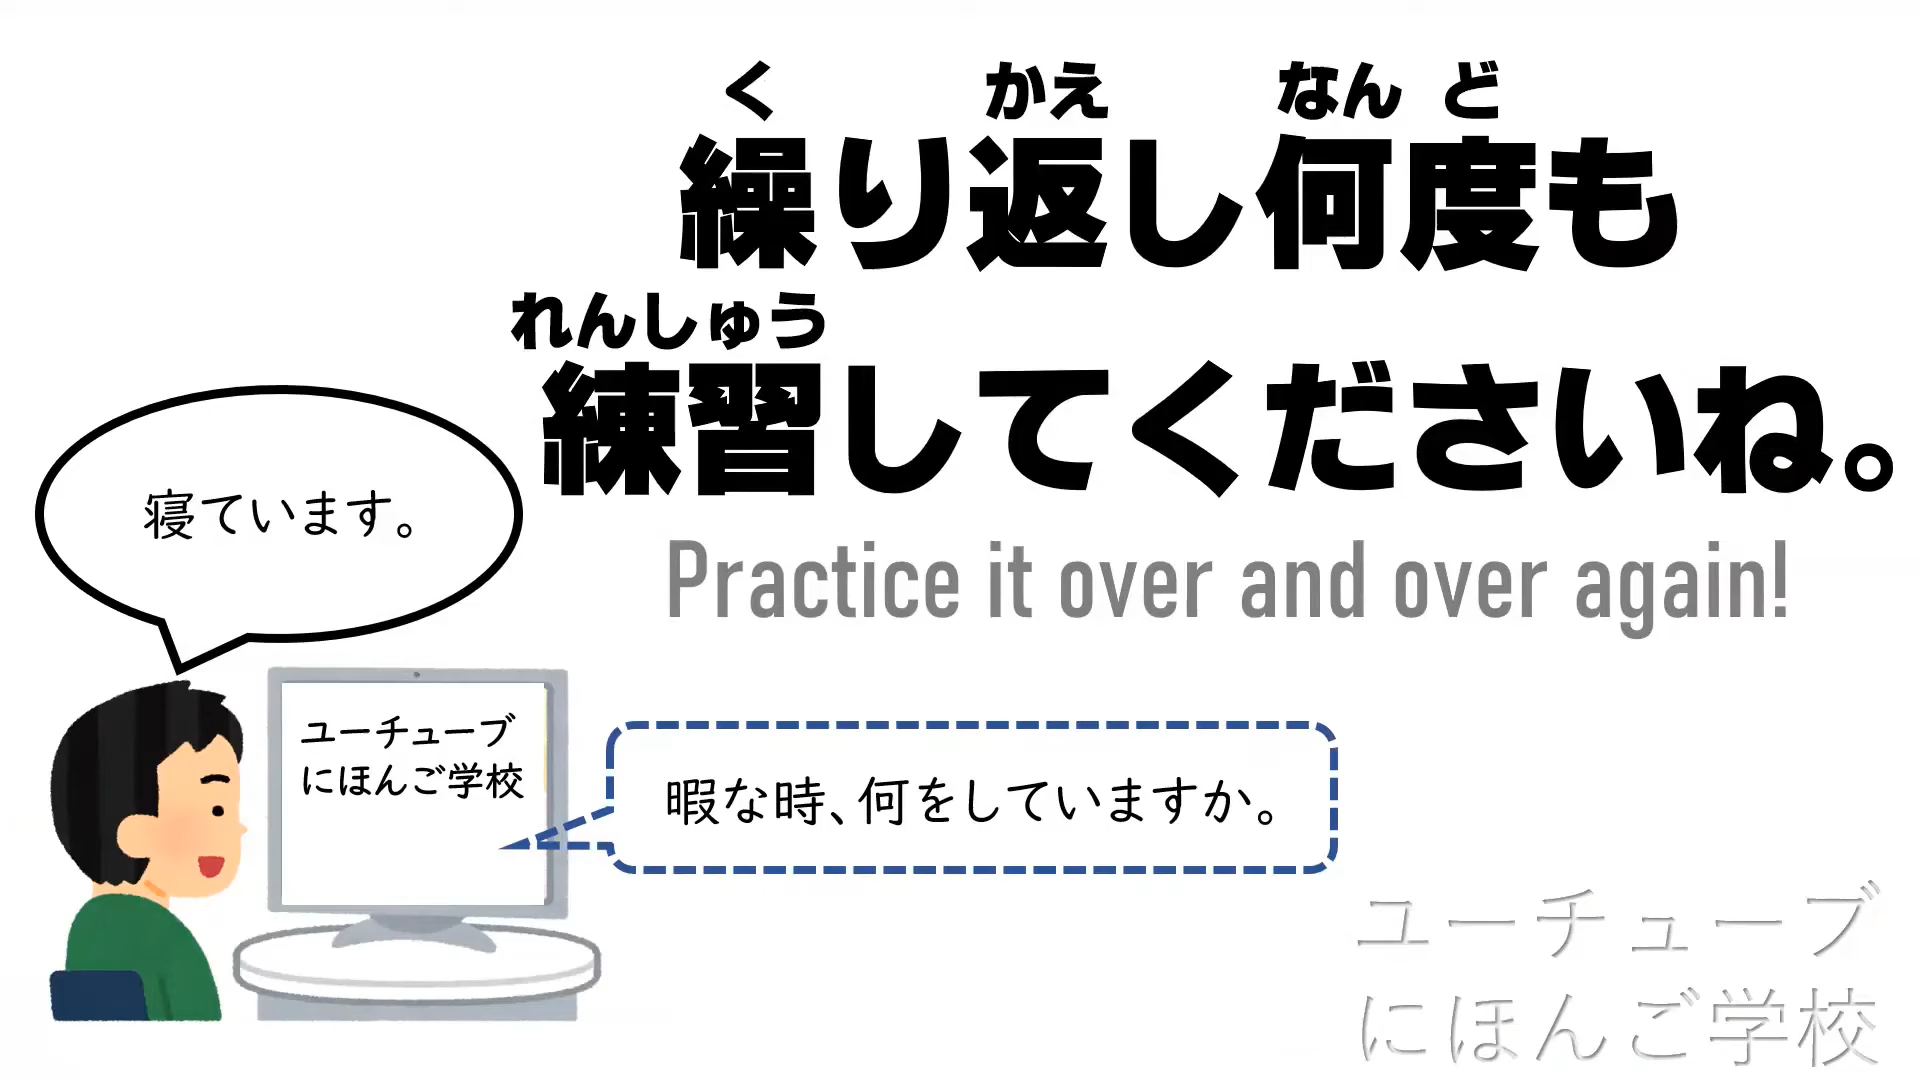 く かえ なん ど
繰り返し何度も
れんしゅう
練習してくださいね。
Practice it over and over again!
寝ています。
ユーチューブ
にほんご学校
暇な時、何をしていますか。
ユーチューブ
にほんご学校